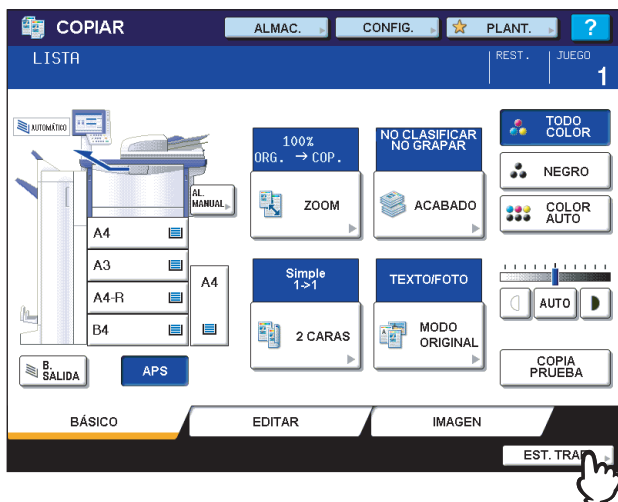 COPIAR
ALMAC.
CONFIG.
PLANT.
?
LISTA
REST.
JUEGO
1
AUTOMÁTICO
100%
ORG. → COP.
NO CLASIFICAR
NO GRAPAR
TODO
COLOR
NEGRO
AL.
MANUAL
ZOOM
ACABADO
COLOR
AUTO
A4
A3
A4-R
B4
A4
Simple
1->1
TEXTO/FOTO
AUTO
2 CARAS
MODO
ORIGINAL
B.
SALIDA
APS
COPIA
PRUEBA
BÁSICO
EDITAR
IMAGEN
EST. TRA